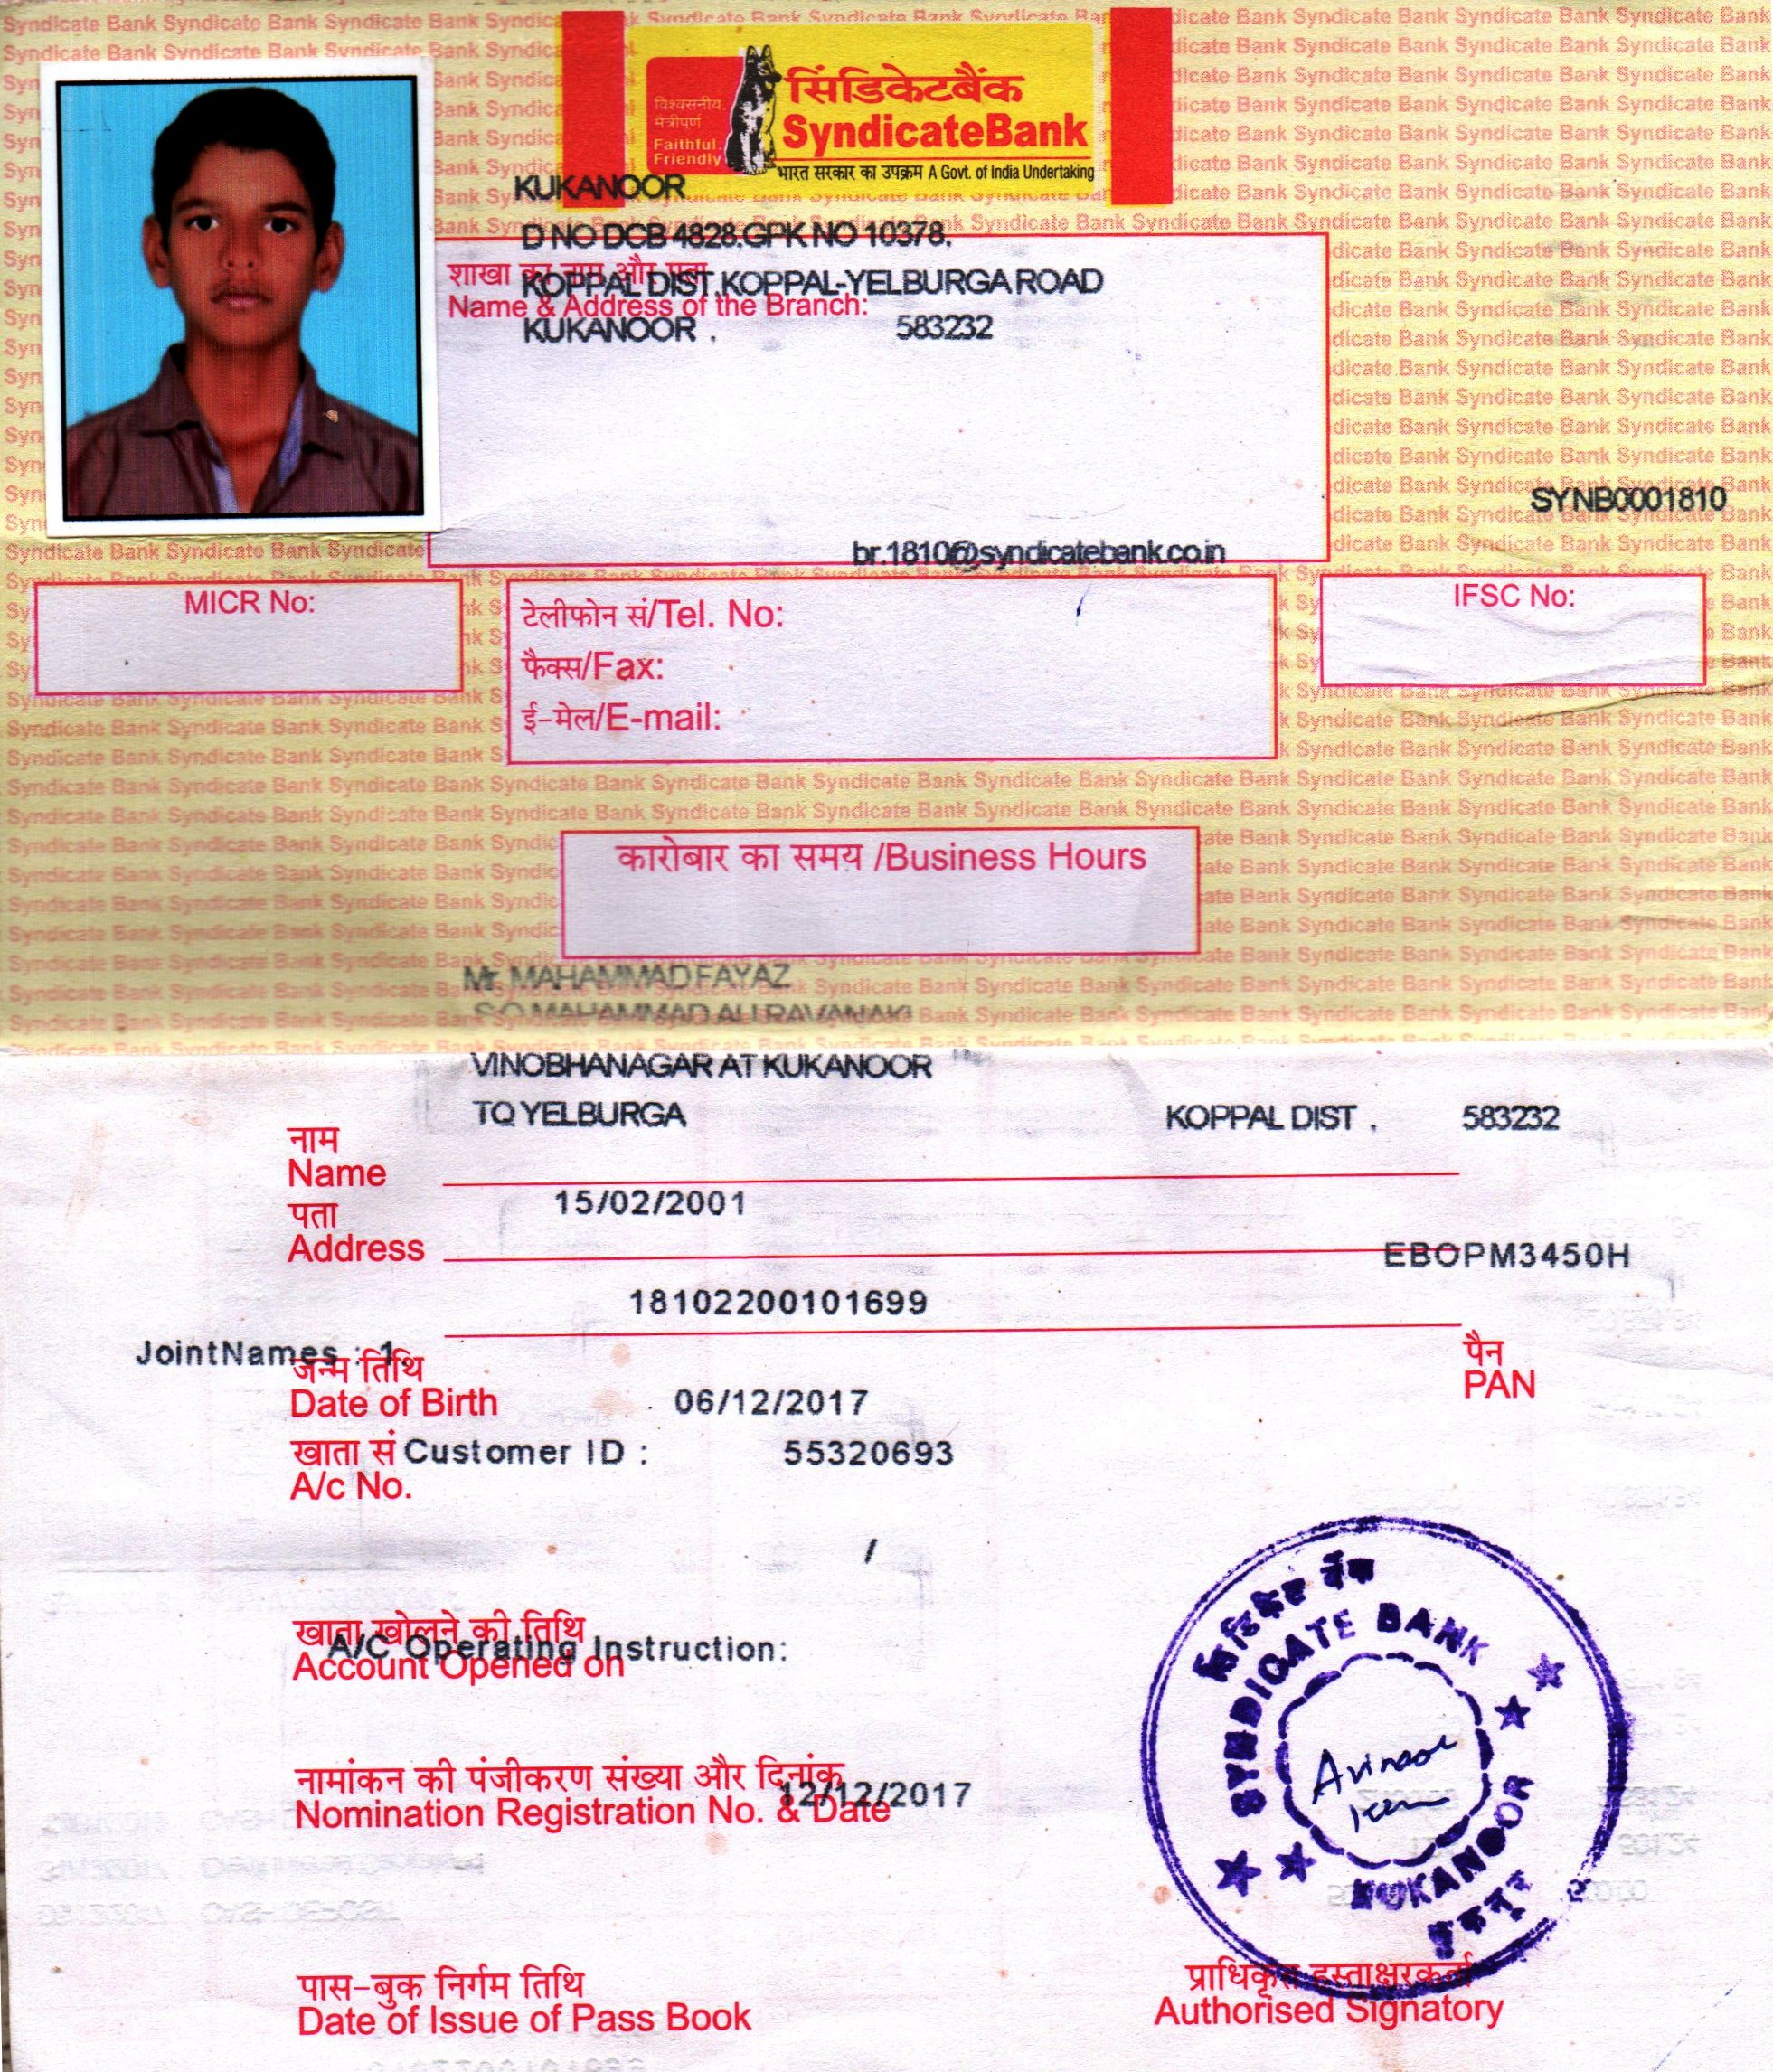 विश्वसनीय,
मैत्रीपूर्ण
Faithful,
Friendly
सिंडिकेटबैंक
SyndicateBank
भारत सरकार का उपक्रम A Govt. of India Undertaking
KUKANOOR
D NO DCB 4828.GPK NO 10378,
शाखा का नाम और पता
KOPPAL DIST,KOPPAL-YELBURGA ROAD
Name & Address of the Branch:
KUKANOOR , 583232
SYNB0001810
br.1810@syndicatebank.co.in
MICR No:
टेलीफोन सं/Tel. No:
फैक्स/Fax:
ई-मेल/E-mail:
IFSC No:
कारोबार का समय /Business Hours
Mr. MAHAMMAD FAYAZ
S O MAHAMMAD ALI RAVANAKI
VINOBHANAGAR AT KUKANOOR
TQ YELBURGA KOPPAL DIST , 583232
नाम
Name
15/02/2001
पता
Address
EBOPM3450H
18102200101699
JointNames : 1.
जन्म तिथि
Date of Birth
पैन
PAN
06/12/2017
खाता सं Customer ID : 55320693
A/c No.
/
खाता खोलने की तिथि
A/C Operating Instruction:
Account Opened on
नामांकन की पंजीकरण संख्या और दिनांक
12/12/2017
Nomination Registration No. & Date
सिंडिकेट बैंक
SYNDICATE BANK
KUKANOOR
कुकनूर
पास-बुक निर्गम तिथि
Date of Issue of Pass Book
प्राधिकृत हस्ताक्षरकर्ता
Authorised Signatory